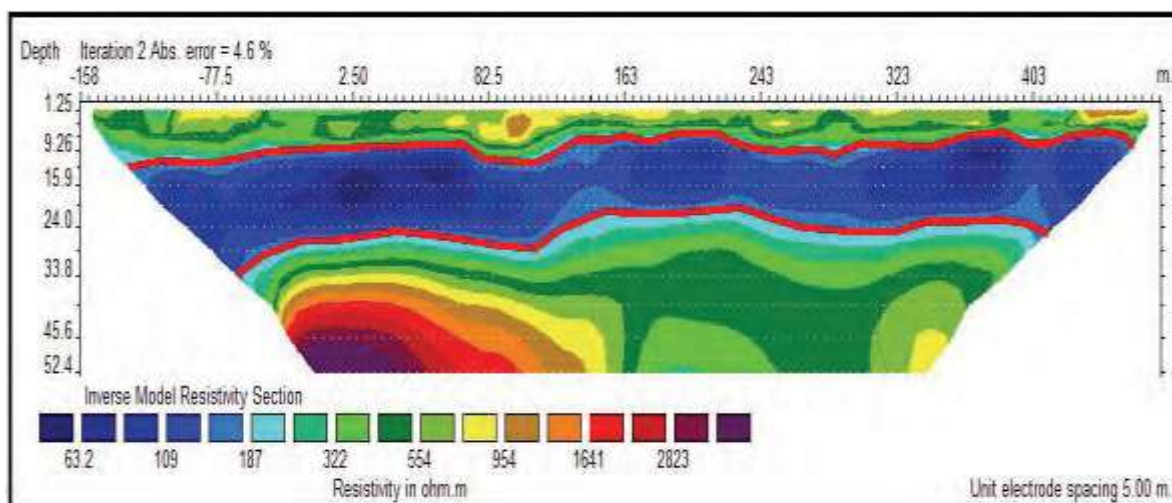 Depth Iteration 2 Abs. error = 4.6 %
-158 -77.5 2.50 82.5 163 243 323 403 m.
1.25
9.26
15.9
24.0
33.8
45.6
52.4
Inverse Model Resistivity Section
63.2 109 187 322 554 954 1641 2823
Resistivity in ohm.m
Unit electrode spacing 5.00 m.